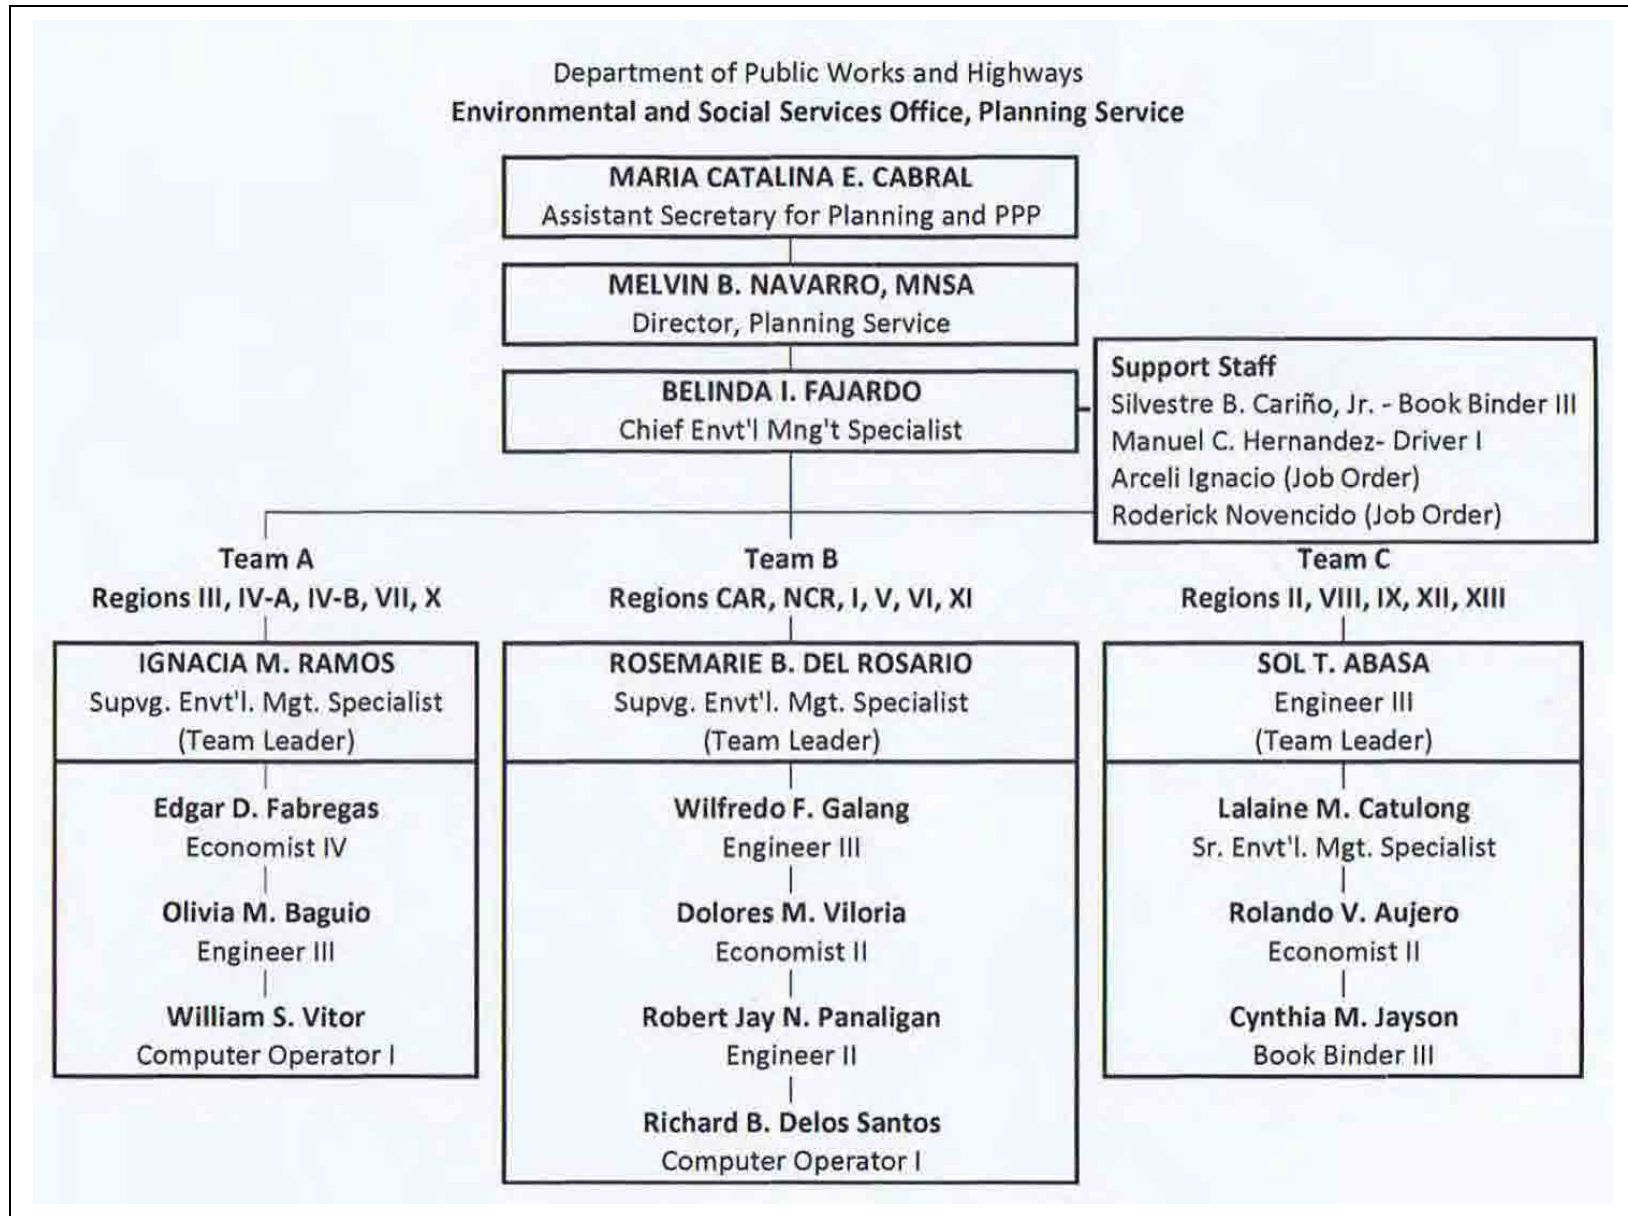 Department of Public Works and Highways
Environmental and Social Services Office, Planning Service
MARIA CATALINA E. CABRAL
Assistant Secretary for Planning and PPP
MELVIN B. NAVARRO, MNSA
Director, Planning Service
BELINDA I. FAJARDO
Chief Envt'l Mng't Specialist
Support Staff
Silvestre B. Cariño, Jr. - Book Binder III
Manuel C. Hernandez- Driver I
Arceli Ignacio (Job Order)
Roderick Novencido (Job Order)
Team A
Regions III, IV-A, IV-B, VII, X
IGNACIA M. RAMOS
Supvg. Envt'l. Mgt. Specialist
(Team Leader)
Edgar D. Fabregas
Economist IV
Olivia M. Baguio
Engineer III
William S. Vitor
Computer Operator I
Team B
Regions CAR, NCR, I, V, VI, XI
ROSEMARIE B. DEL ROSARIO
Supvg. Envt'l. Mgt. Specialist
(Team Leader)
Wilfredo F. Galang
Engineer III
Dolores M. Viloria
Economist II
Robert Jay N. Panaligan
Engineer II
Richard B. Delos Santos
Computer Operator I
Team C
Regions II, VIII, IX, XII, XIII
SOL T. ABASA
Engineer III
(Team Leader)
Lalaine M. Catulong
Sr. Envt'l. Mgt. Specialist
Rolando V. Aujero
Economist II
Cynthia M. Jayson
Book Binder III